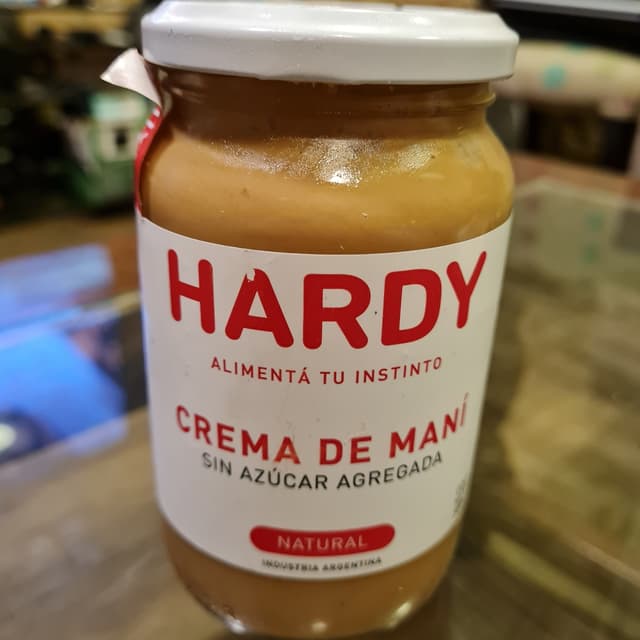 HARDY
ALIMENTÁ TU INSTINTO
CREMA DE MANÍ
SIN AZÚCAR AGREGADA
NATURAL
INDUSTRIA ARGENTINA